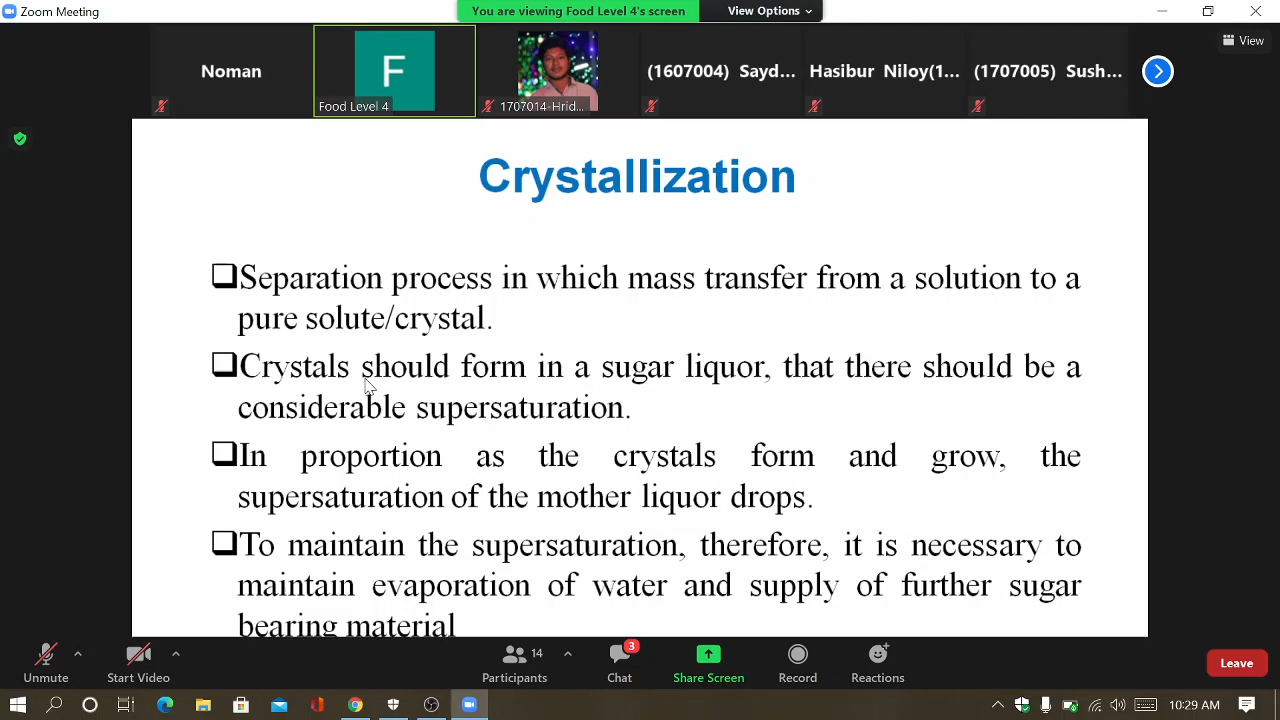 Zoom Meeting
You are viewing Food Level 4's screen
View Options
View
Noman
F
Food Level 4
1707014-Hrid...
(1607004) Sayd...
Hasibur Niloy(1...
(1707005) Sush...
Crystallization
Separation process in which mass transfer from a solution to a
pure solute/crystal.
Crystals should form in a sugar liquor, that there should be a
considerable supersaturation.
In proportion as the crystals form and grow, the
supersaturation of the mother liquor drops.
To maintain the supersaturation, therefore, it is necessary to
maintain evaporation of water and supply of further sugar
bearing material
Unmute
Start Video
14
Participants
3
Chat
Share Screen
Record
Reactions
Leave
10:29 AM